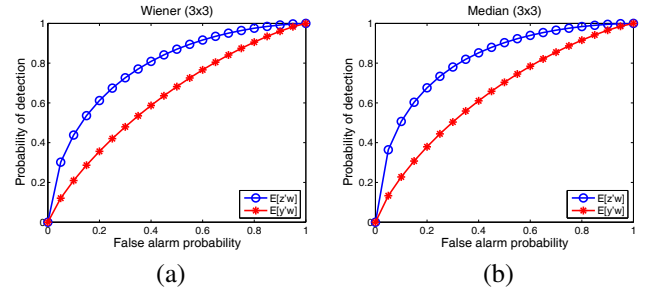 Wiener (3x3)
Probability of detection
1
0.8
0.6
0.4
0.2
0
0 0.2 0.4 0.6 0.8 1
False alarm probability
E[z'w]
E[y'w]
(a)
Median (3x3)
Probability of detection
1
0.8
0.6
0.4
0.2
0
0 0.2 0.4 0.6 0.8 1
False alarm probability
E[z'w]
E[y'w]
(b)